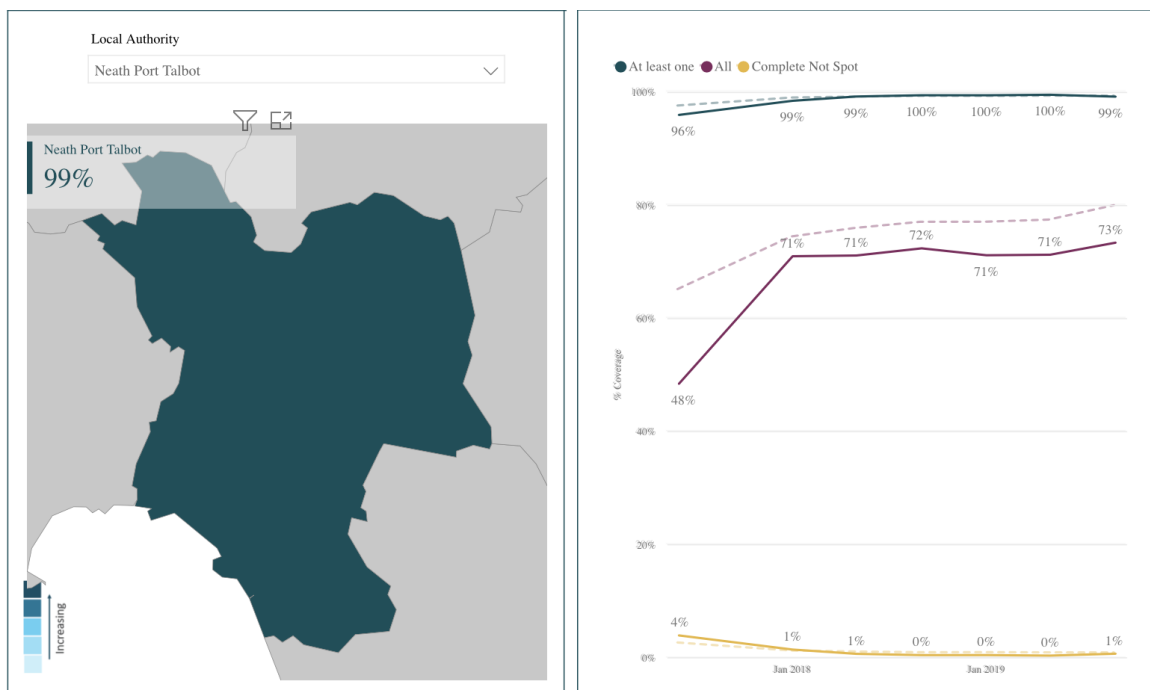 Local Authority
Neath Port Talbot
Neath Port Talbot
99%
Increasing
At least one All Complete Not Spot
100%
96% 99% 99% 100% 100% 100% 99%
80%
71% 71% 72% 71% 71% 73%
60%
% Coverage
48%
40%
20%
4% 1% 1% 0% 0% 0% 1%
0%
Jan 2018 Jan 2019